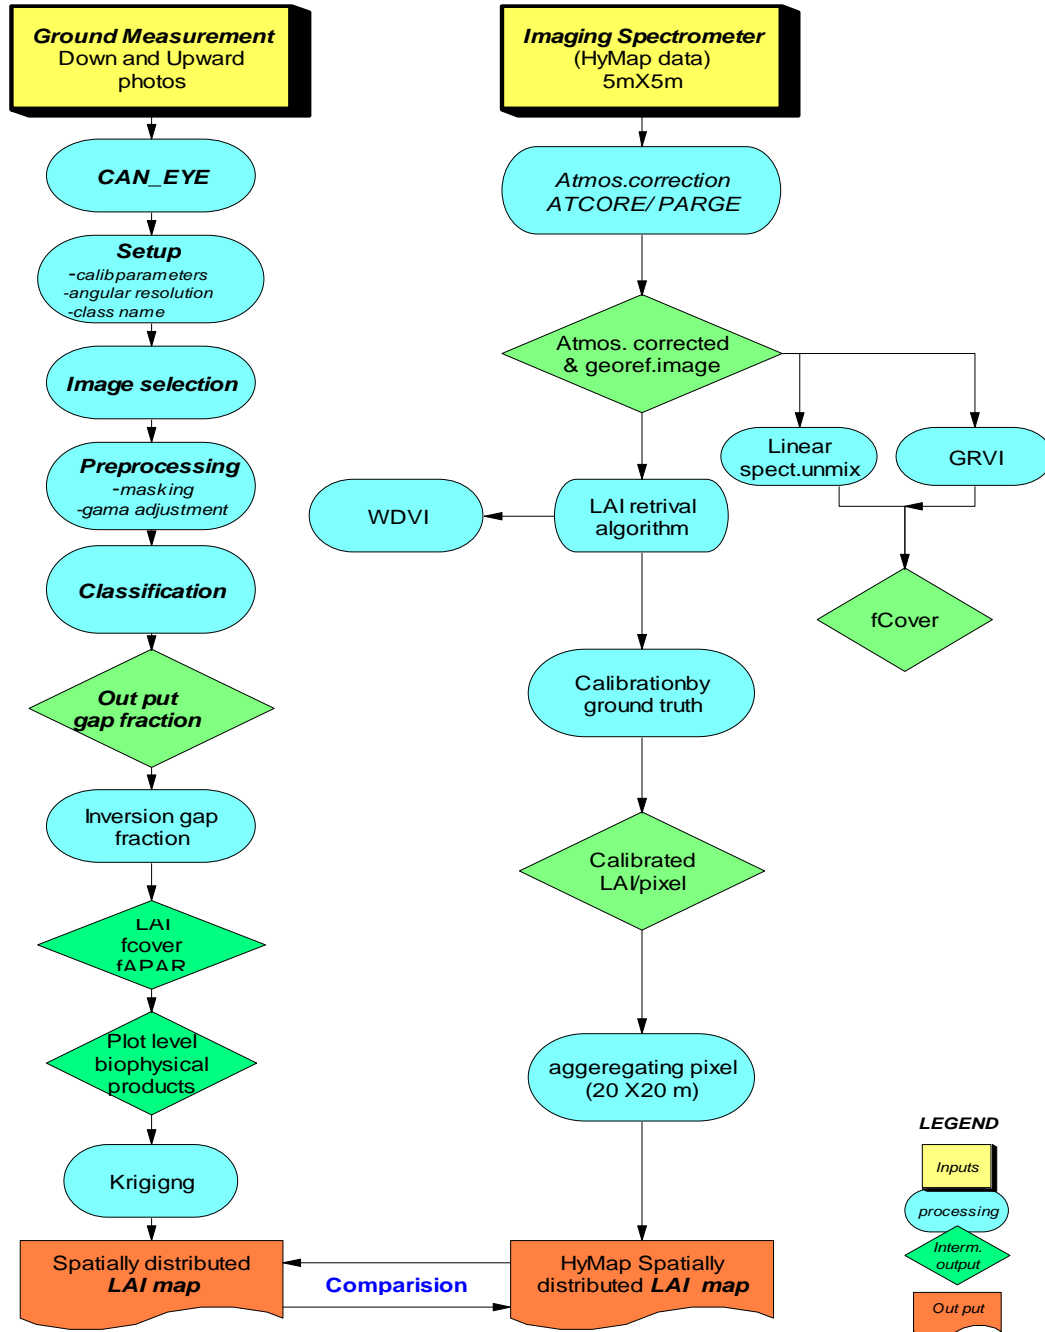 Ground Measurement
Down and Upward
photos
CAN_EYE
Setup
-calibparameters
-angular resolution
-class name
Image selection
Preprocessing
-masking
-gama adjustment
Classification
Out put
gap fraction
Inversion gap
fraction
LAI
fcover
fAPAR
Plot level
biophysical
products
Krigigng
Spatially distributed
LAI map
Imaging Spectrometer
(HyMap data)
5mX5m
Atmos.correction
ATCORE/ PARGE
Atmos. corrected
& georef.image
Linear
spect.unmix
GRVI
fCover
LAI retrival
algorithm
WDVI
Calibrationby
ground truth
Calibrated
LAI/pixel
aggeregating pixel
(20 X20 m)
HyMap Spatially
distributed LAI map
Comparision
LEGEND
Inputs
processing
Interm.
output
Out put